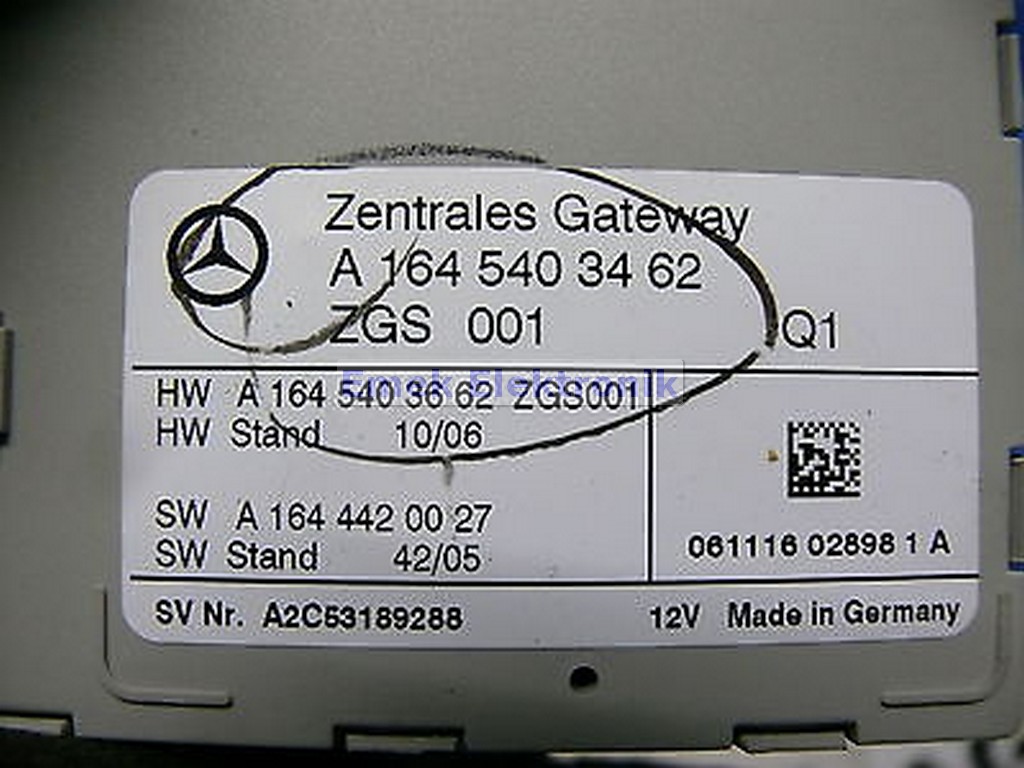 Zentrales Gateway
A 164 540 34 62
ZGS 001 Q1
HW A 164 540 36 62 ZGS001
Emek Elektronik
HW Stand 10/06
SW A 164 442 00 27
SW Stand 42/05
061116 02898 1 A
SV Nr. A2C53189288 12V Made in Germany